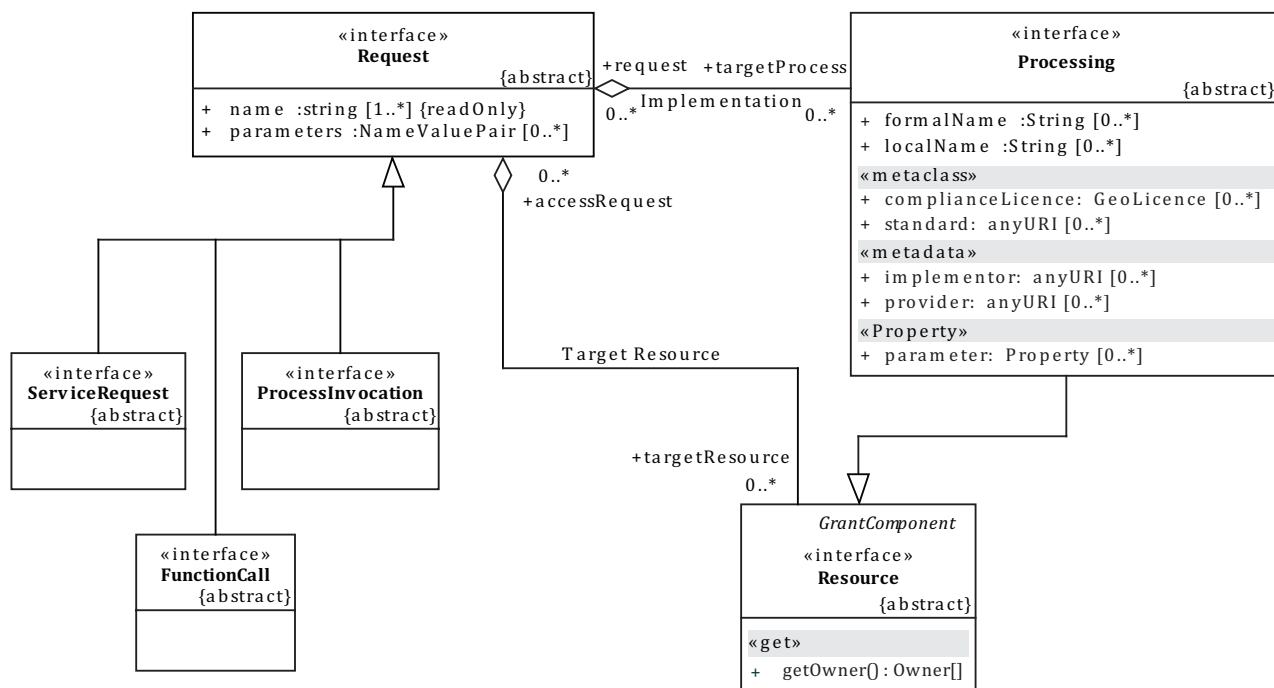 «interface»
Request
{abstract}
+ name :string [1..*] {readOnly}
+ parameters :NameValuePair [0..*]
+request
+targetProcess
Implementation
0..*
0..*
«interface»
Processing
{abstract}
+ formalName :String [0..*]
+ localName :String [0..*]
«metaclass»
+ complianceLicence: GeoLicence [0..*]
+ standard: anyURI [0..*]
«metadata»
+ implementor: anyURI [0..*]
+ provider: anyURI [0..*]
«Property»
+ parameter: Property [0..*]
0..*
+accessRequest
Target Resource
+targetResource
0..*
«interface»
ServiceRequest
{abstract}
«interface»
ProcessInvocation
{abstract}
«interface»
FunctionCall
{abstract}
GrantComponent
«interface»
Resource
{abstract}
«get»
+ getOwner() : Owner[]